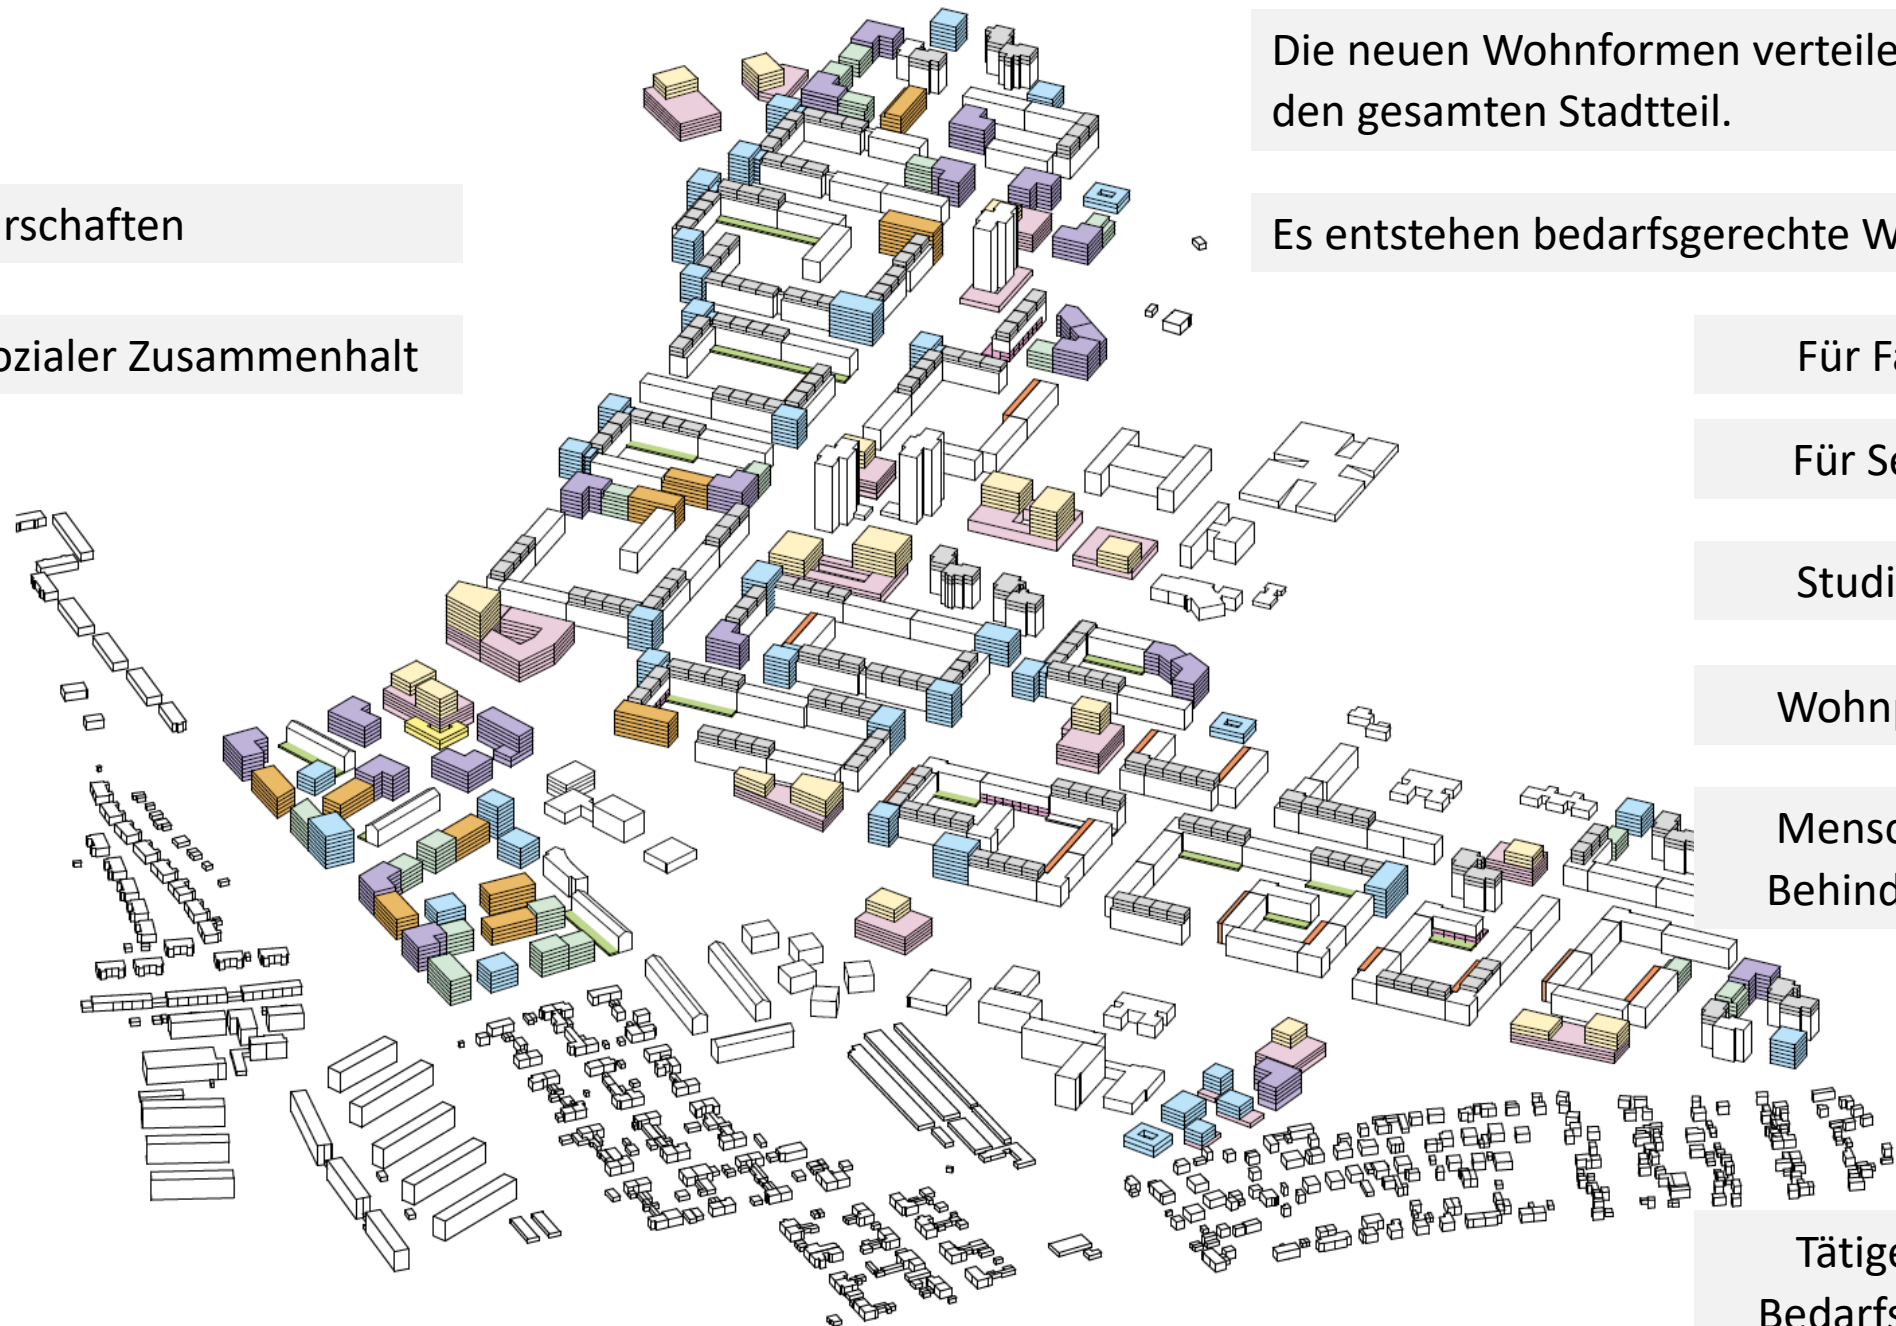 Die neuen Wohnformen verteile
den gesamten Stadtteil.
rschaften
Es entstehen bedarfsgerechte W
ozialer Zusammenhalt
Für Fa
Für Se
Studi
Wohn
Mensc
Behind
Tätige
Bedarfs